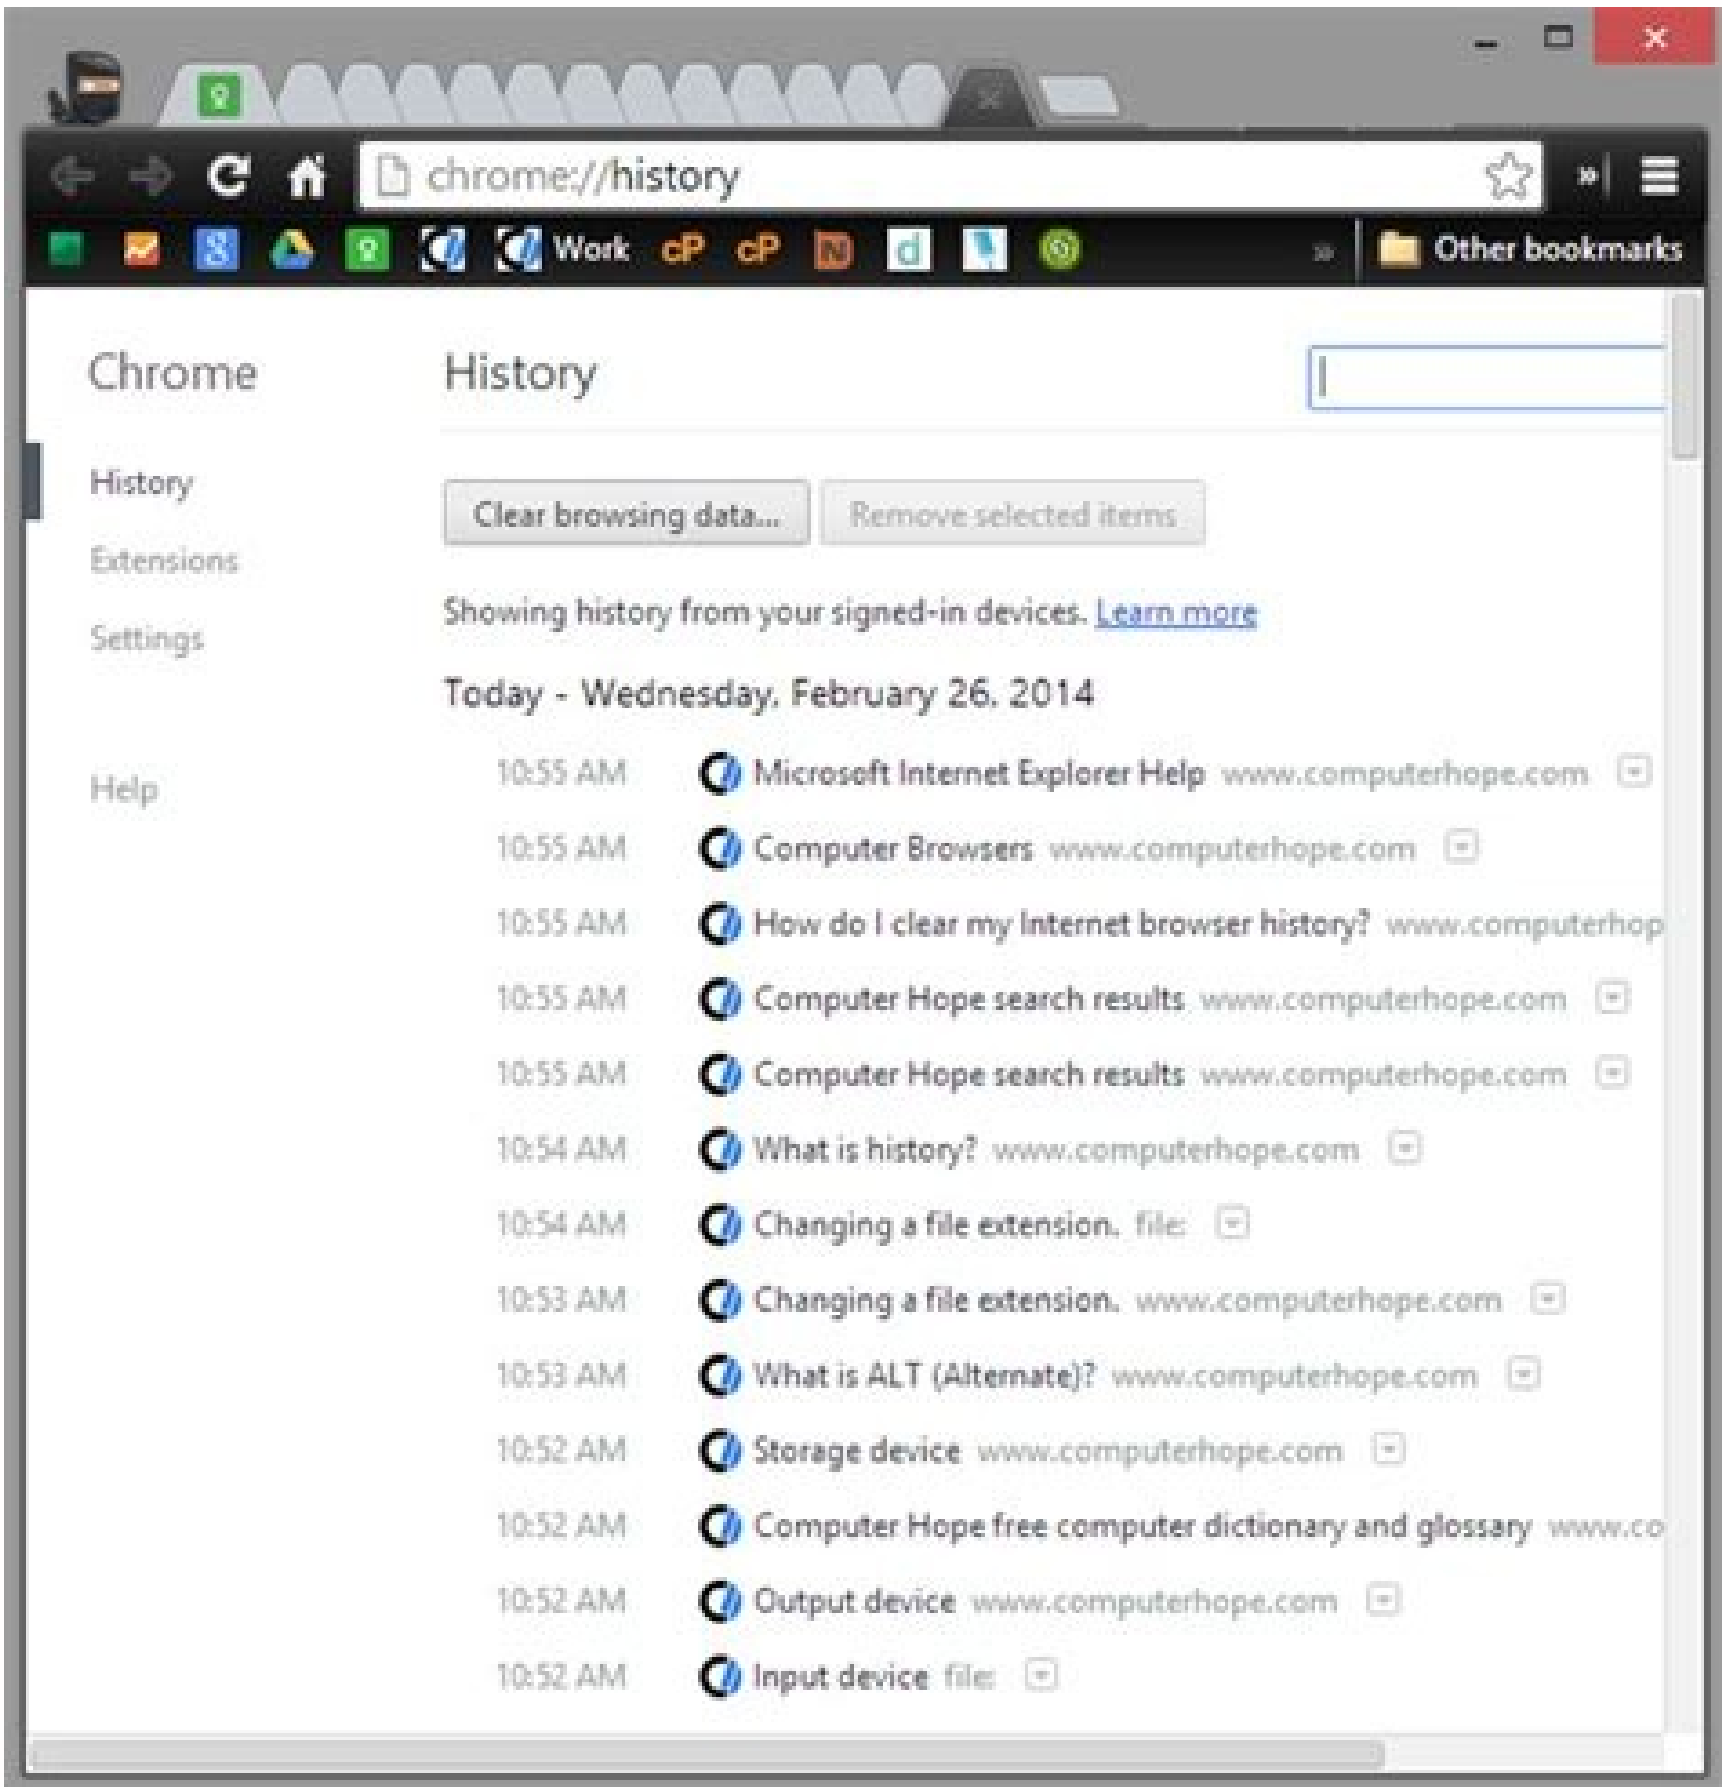 chrome://history
Work cP cP Other bookmarks
Chrome
History
History
Extensions
Settings
Help
Clear browsing data... Remove selected items
Showing history from your signed-in devices. Learn more
Today - Wednesday, February 26, 2014
10:55 AM Microsoft Internet Explorer Help www.computerhope.com
10:55 AM Computer Browsers www.computerhope.com
10:55 AM How do I clear my Internet browser history? www.computerhop
10:55 AM Computer Hope search results www.computerhope.com
10:55 AM Computer Hope search results www.computerhope.com
10:54 AM What is history? www.computerhope.com
10:54 AM Changing a file extension. file:
10:53 AM Changing a file extension. www.computerhope.com
10:53 AM What is ALT (Alternate)? www.computerhope.com
10:52 AM Storage device www.computerhope.com
10:52 AM Computer Hope free computer dictionary and glossary www.co
10:52 AM Output device www.computerhope.com
10:52 AM Input device file: